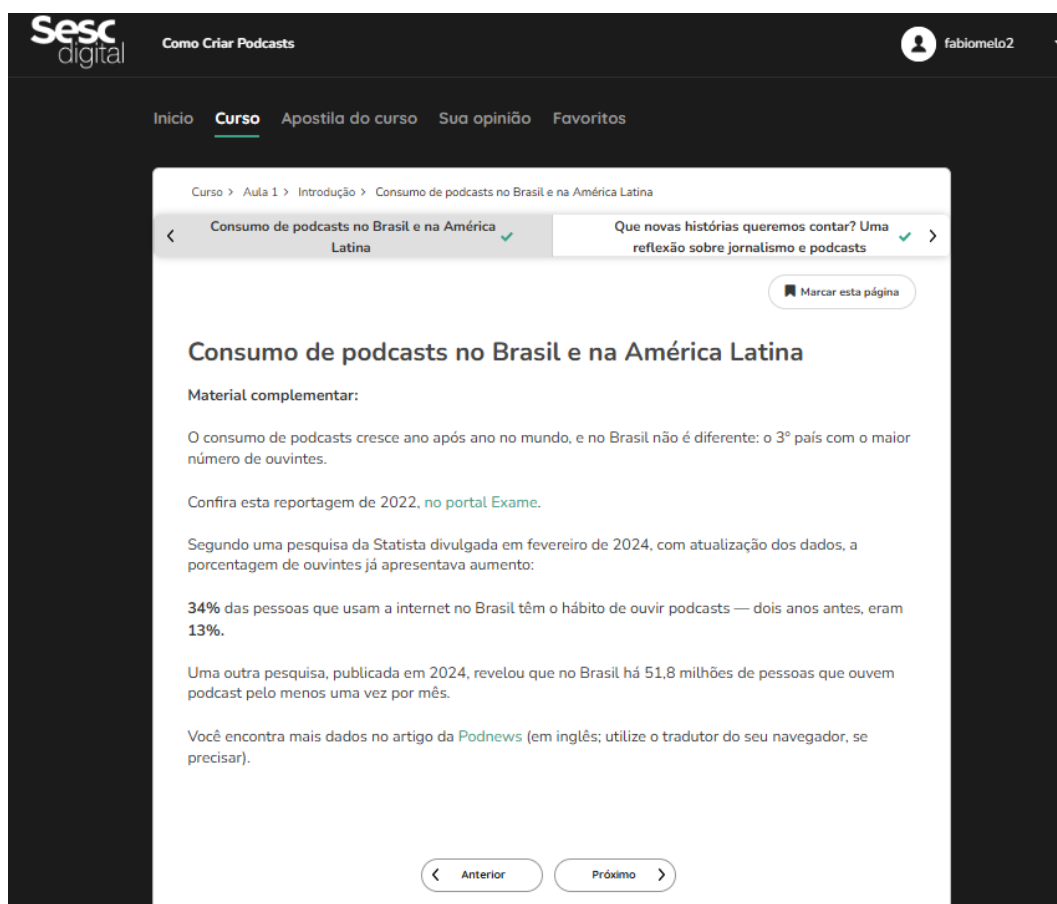 Sesc
digital
Como Criar Podcasts
fabiomelo2
Inicio Curso Apostila do curso Sua opinião Favoritos
Curso > Aula 1 > Introdução > Consumo de podcasts no Brasil e na América Latina
Consumo de podcasts no Brasil e na América
Latina
Que novas histórias queremos contar? Uma
reflexão sobre jornalismo e podcasts
Marcar esta página
Consumo de podcasts no Brasil e na América Latina
Material complementar:
O consumo de podcasts cresce ano após ano no mundo, e no Brasil não é diferente: o 3º país com o maior
número de ouvintes.
Confira esta reportagem de 2022, no portal Exame.
Segundo uma pesquisa da Statista divulgada em fevereiro de 2024, com atualização dos dados, a
porcentagem de ouvintes já apresentava aumento:
34% das pessoas que usam a internet no Brasil têm o hábito de ouvir podcasts — dois anos antes, eram
13%.
Uma outra pesquisa, publicada em 2024, revelou que no Brasil há 51,8 milhões de pessoas que ouvem
podcast pelo menos uma vez por mês.
Você encontra mais dados no artigo da Podnews (em inglês; utilize o tradutor do seu navegador, se
precisar).
Anterior
Próximo